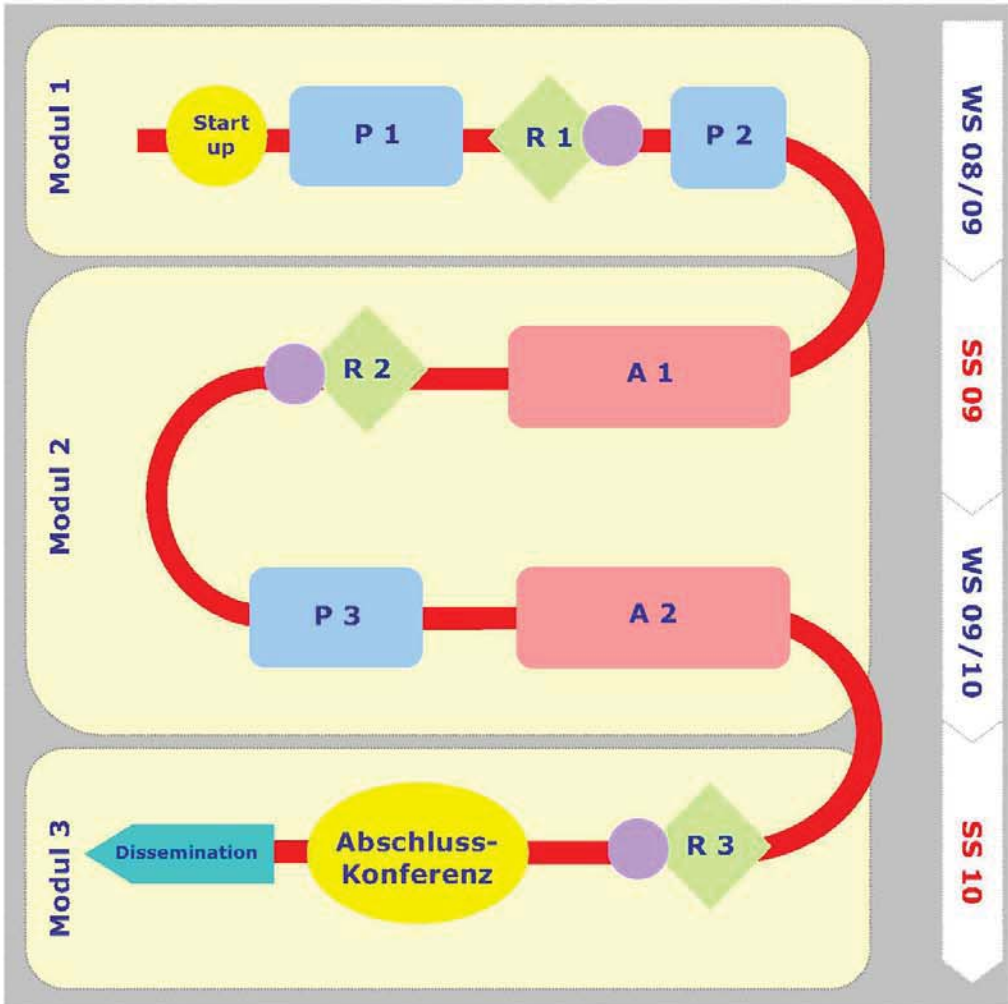 Modul 1
Start
up
P 1
R 1
P 2
WS 08/09
Modul 2
R 2
A 1
SS 09
P 3
A 2
WS 09/10
Modul 3
Dissemination
Abschluss-
Konferenz
R 3
SS 10